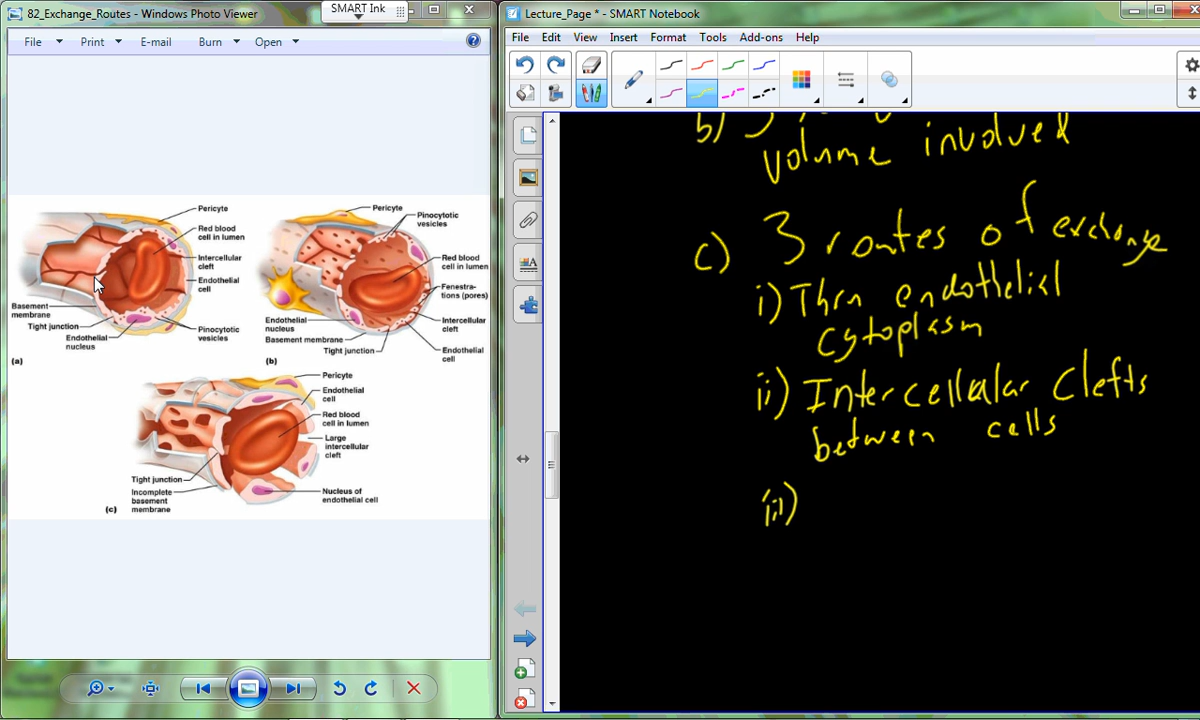 82_Exchange_Routes - Windows Photo Viewer
SMART Ink
File Print E-mail Burn Open
Pericyte
Red blood
cell in lumen
Intercellular
cleft
Endothelial
cell
Basement
membrane
Tight junction
Endothelial
nucleus
Pinocytotic
vesicles
(a)
Pericyte
Pinocytotic
vesicles
Red blood
cell in lumen
Fenestra-
tions (pores)
Endothelial
nucleus
Intercellular
cleft
Basement membrane
Tight junction
Endothelial
cell
(b)
Pericyte
Endothelial
cell
Red blood
cell in lumen
Large
intercellular
cleft
Tight junction
Incomplete
basement
membrane
Nucleus of
endothelial cell
(c)
Lecture_Page * - SMART Notebook
File Edit View Insert Format Tools Add-ons Help
b)
volume involved
c) 3 routes of exchange
i) Thin endothelial
cytoplasm
ii) Intercellular Clefts
between cells
iii)